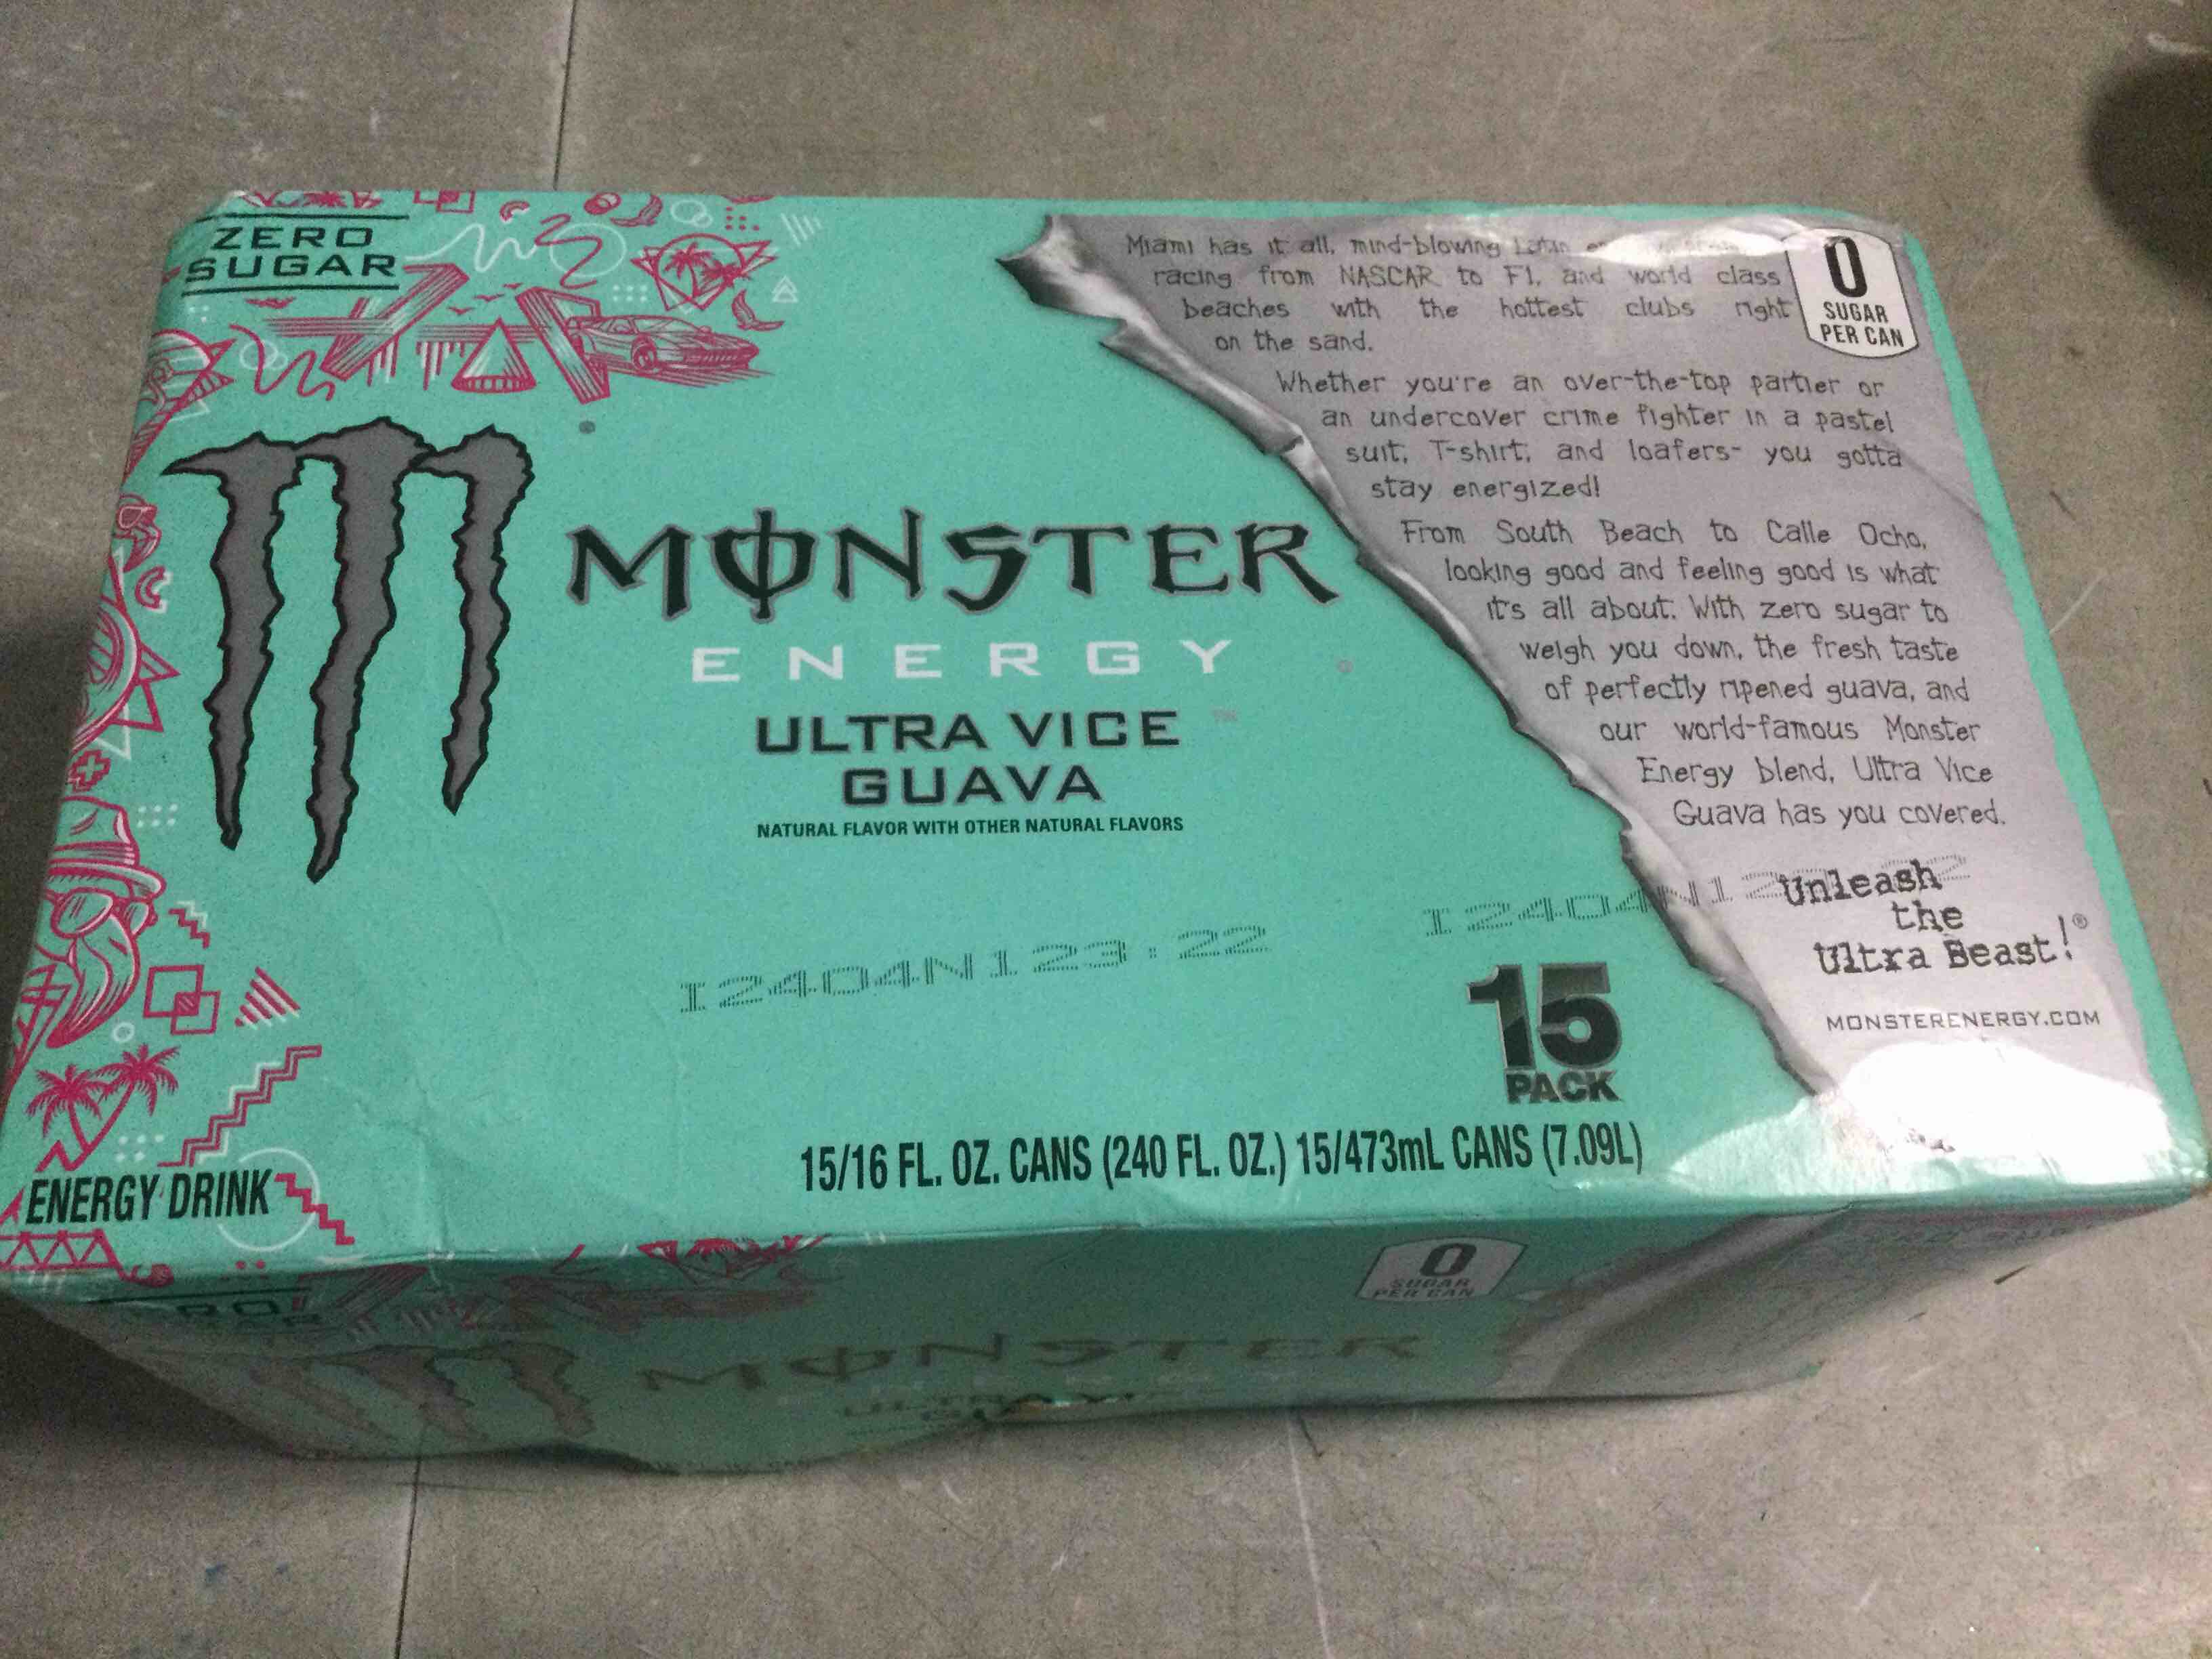 ZERO
SUGAR
Miami has it all, mind-blowing Latin
racing from NASCAR to F1, and world class
beaches with the hottest clubs right
on the sand.
0
SUGAR
PER CAN
Whether you're an over-the-top partier or
an undercover crime fighter in a pastel
suit, T-shirt, and loafers- you gotta
stay energized!
From South Beach to Calle Ocho,
looking good and feeling good is what
it's all about. With zero sugar to
weigh you down, the fresh taste
of perfectly ripened guava, and
our world-famous Monster
Energy blend, Ultra Vice
Guava has you covered.
MONSTER
ENERGY
ULTRA VICE™
GUAVA
NATURAL FLAVOR WITH OTHER NATURAL FLAVORS
I2404N1 23:22
I2404N1
Unleash
the
Ultra Beast!®
MONSTERENERGY.COM
15
PACK
15/16 FL. OZ. CANS (240 FL. OZ.) 15/473mL CANS (7.09L)
ENERGY DRINK
0
SUGAR
PER CAN
MONSTER